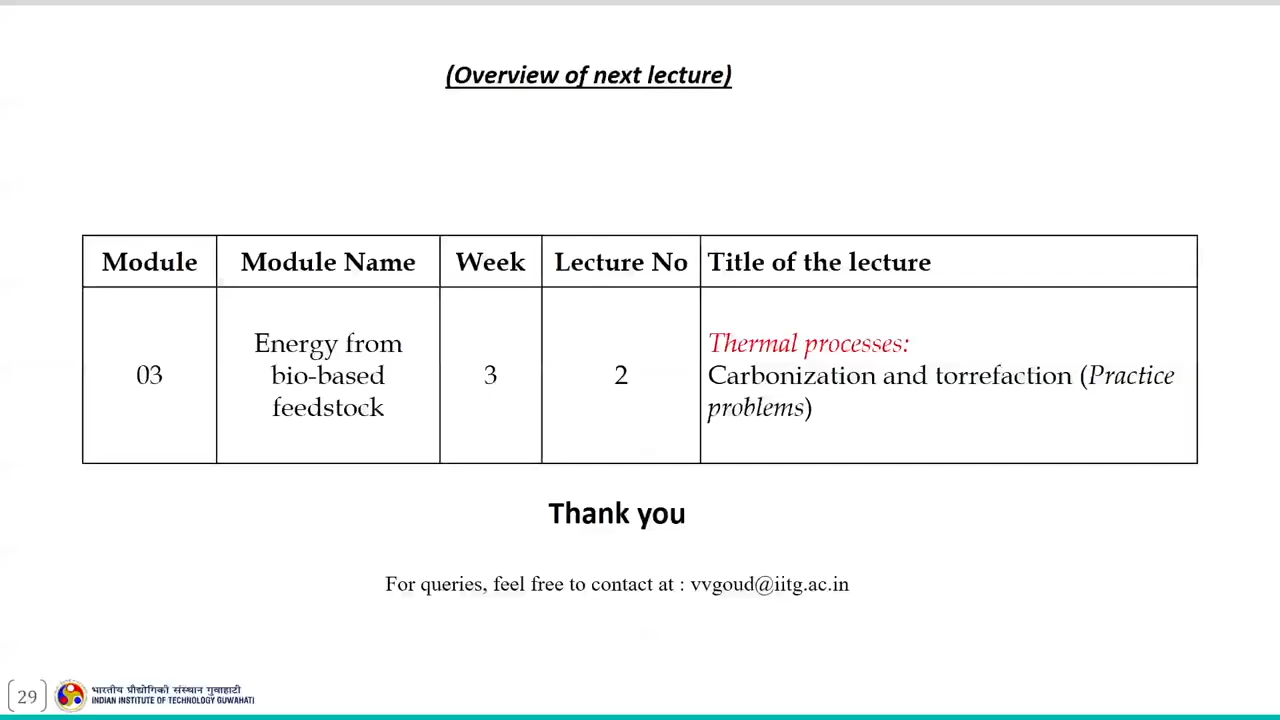 (Overview of next lecture)
Module
Module Name
Week
Lecture No
Title of the lecture
03
Energy from
bio-based
feedstock
3
2
Thermal processes:
Carbonization and torrefaction (Practice
problems)
Thank you
For queries, feel free to contact at : vvgoud@iitg.ac.in
29
भारतीय प्रौद्योगिकी संस्थान गुवाहाटी
INDIAN INSTITUTE OF TECHNOLOGY GUWAHATI